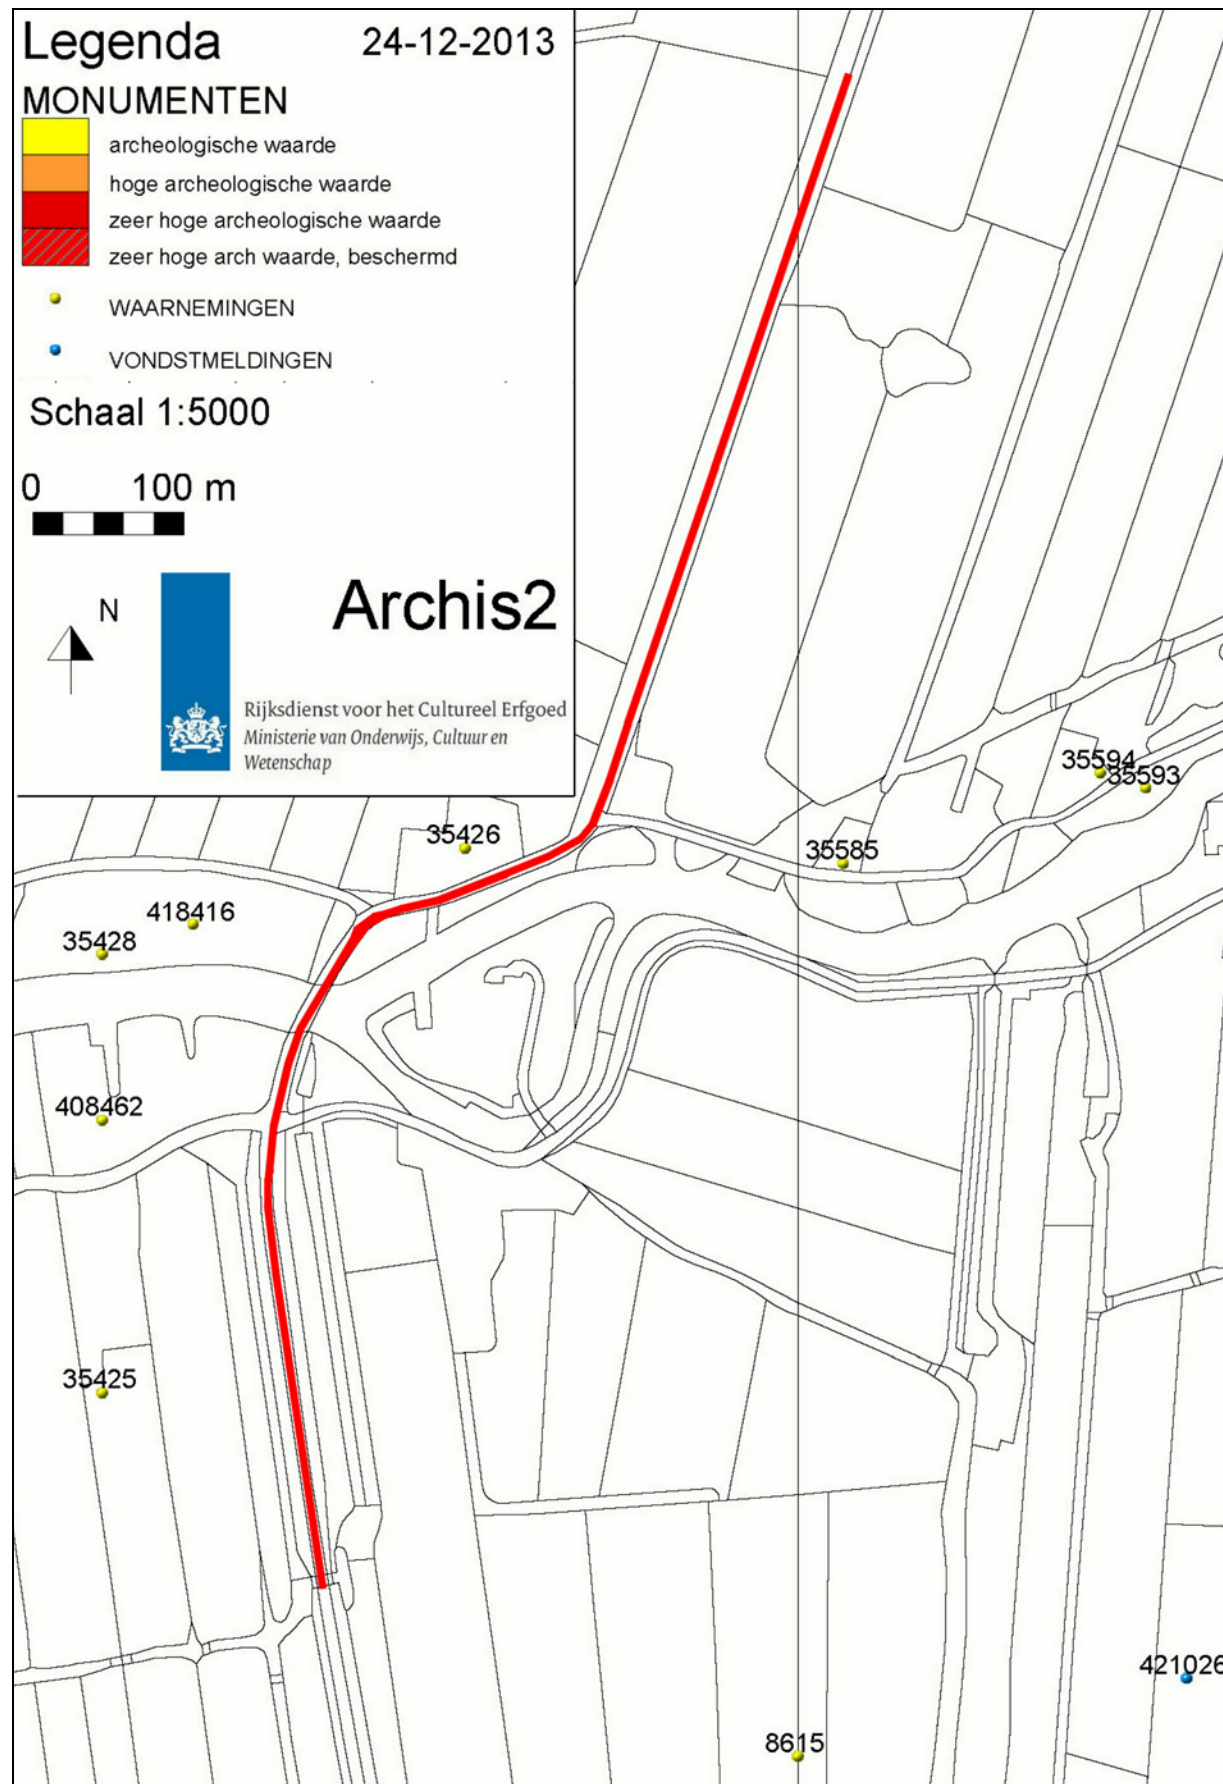 Legenda 24-12-2013
MONUMENTEN
archeologische waarde
hoge archeologische waarde
zeer hoge archeologische waarde
zeer hoge arch waarde, beschermd
WAARNEMINGEN
VONDSTMELDINGEN
Schaal 1:5000
0 100 m
N
Archis2
Rijksdienst voor het Cultureel Erfgoed
Ministerie van Onderwijs, Cultuur en
Wetenschap
35594
35593
35426
35585
418416
35428
408462
35425
421026
8615